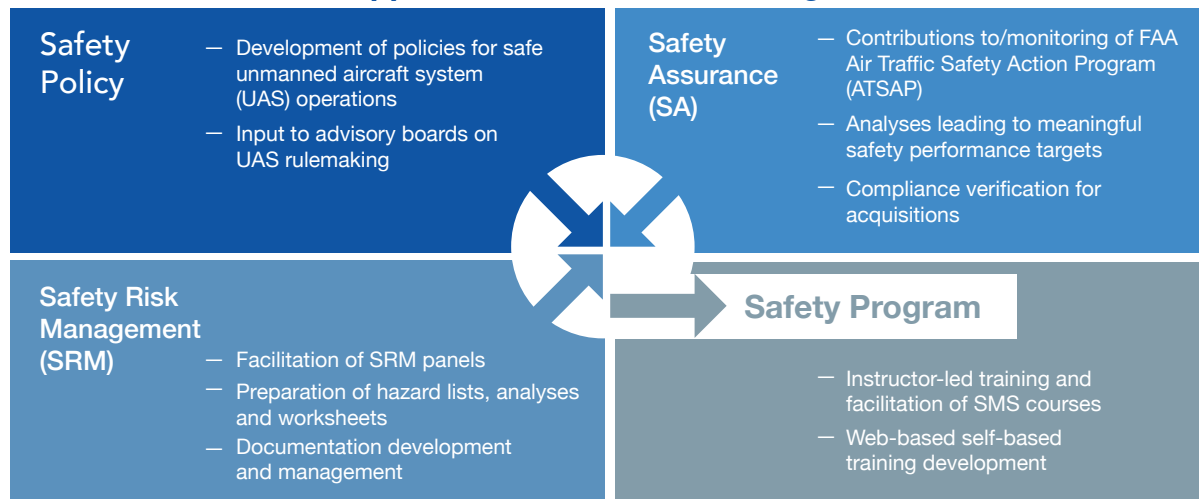 Safety
Policy
— Development of policies for safe
unmanned aircraft system
(UAS) operations
— Input to advisory boards on
UAS rulemaking
Safety
Assurance
(SA)
— Contributions to/monitoring of FAA
Air Traffic Safety Action Program
(ATSAP)
— Analyses leading to meaningful
safety performance targets
— Compliance verification for
acquisitions
Safety Risk
Management
(SRM)
— Facilitation of SRM panels
— Preparation of hazard lists, analyses
and worksheets
— Documentation development
and management
Safety Program
— Instructor-led training and
facilitation of SMS courses
— Web-based self-based
training development